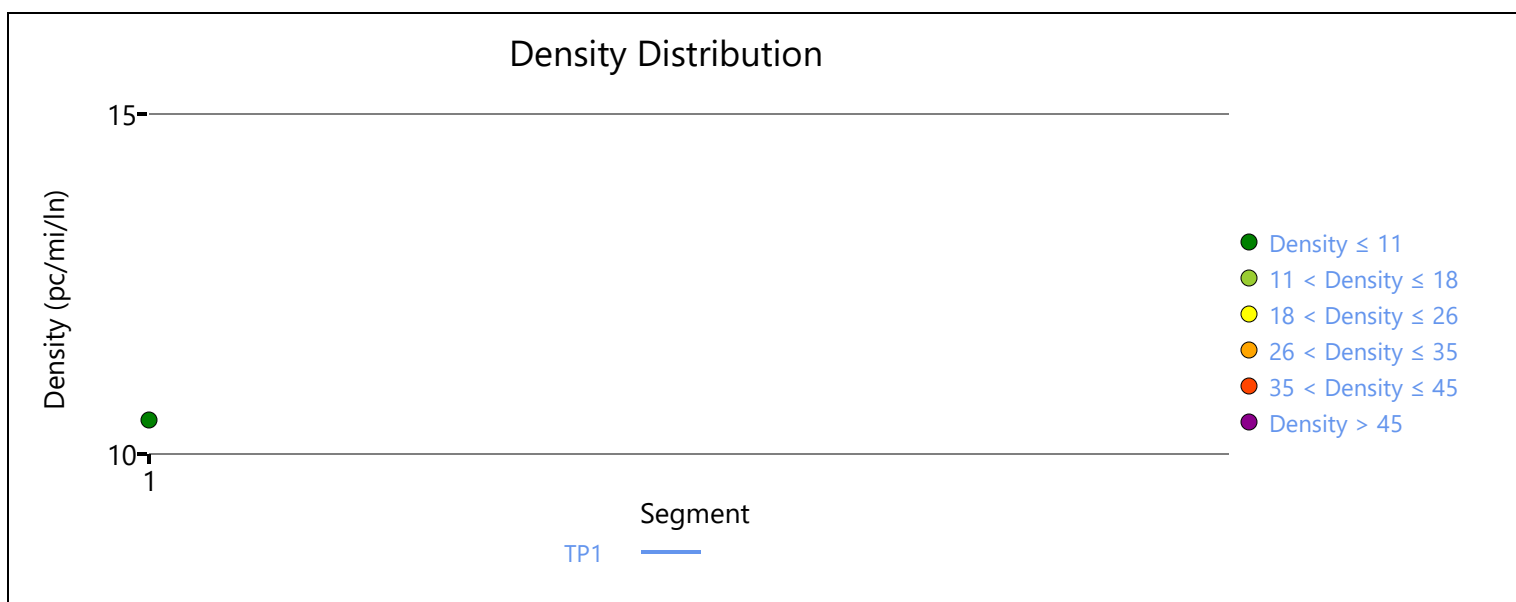 Density Distribution
15
Density (pc/mi/ln)
10
1
Segment
TP1
Density ≤ 11
11 < Density ≤ 18
18 < Density ≤ 26
26 < Density ≤ 35
35 < Density ≤ 45
Density > 45